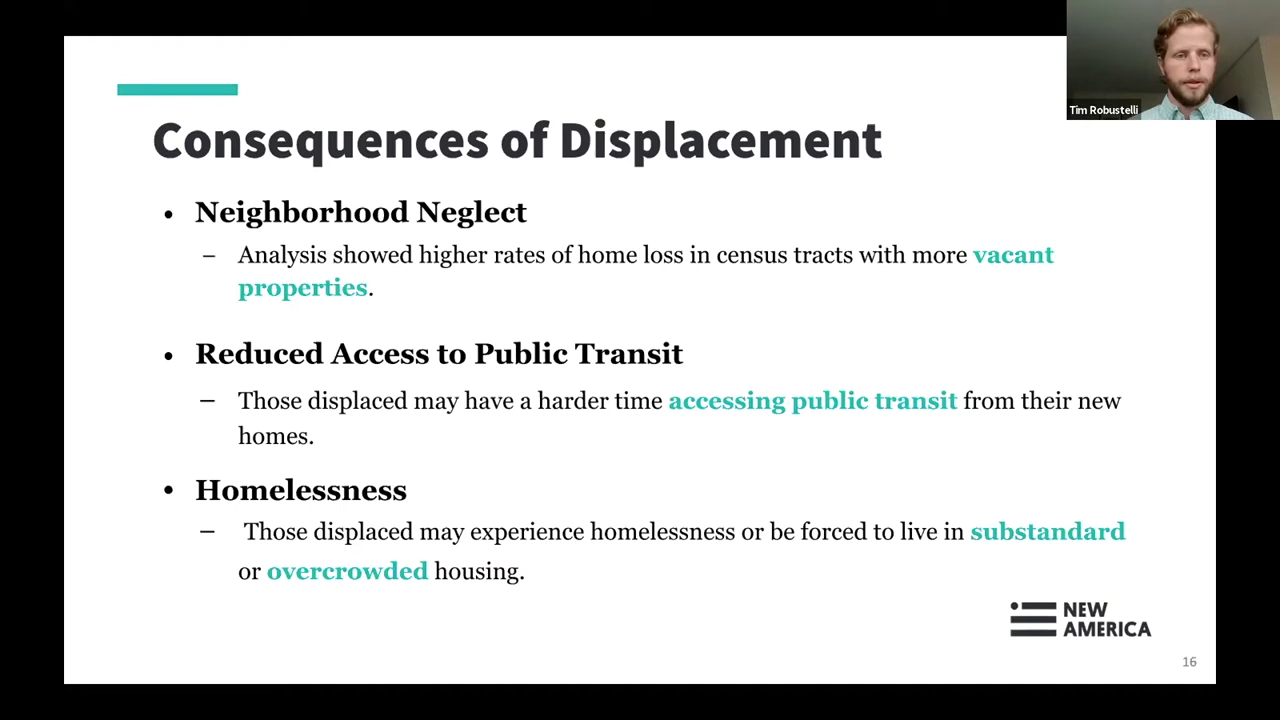 Tim Robustelli
Consequences of Displacement
• Neighborhood Neglect
– Analysis showed higher rates of home loss in census tracts with more vacant
properties.
• Reduced Access to Public Transit
– Those displaced may have a harder time accessing public transit from their new
homes.
• Homelessness
– Those displaced may experience homelessness or be forced to live in substandard
or overcrowded housing.
NEW
AMERICA
16